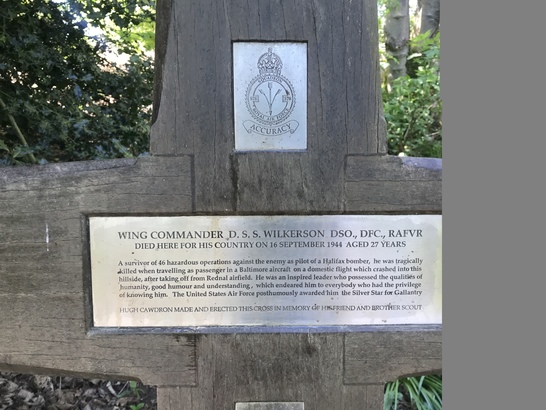 ACCURACY
WING COMMANDER D. S. S. WILKERSON DSO., DFC., RAFVR
DIED HERE FOR HIS COUNTRY ON 16 SEPTEMBER 1944 AGED 27 YEARS
A survivor of 46 hazardous operations against the enemy as pilot of a Halifax bomber, he was tragically
killed when travelling as passenger in a Baltimore aircraft on a domestic flight which crashed into this
hillside, after taking off from Rednal airfield. He was an inspired leader who possessed the qualities of
humanity, good humour and understanding, which endeared him to everybody who had the privilege
of knowing him. The United States Air Force posthumously awarded him the Silver Star for Gallantry
HUGH CAWDRON MADE AND ERECTED THIS CROSS IN MEMORY OF HIS FRIEND AND BROTHER SCOUT